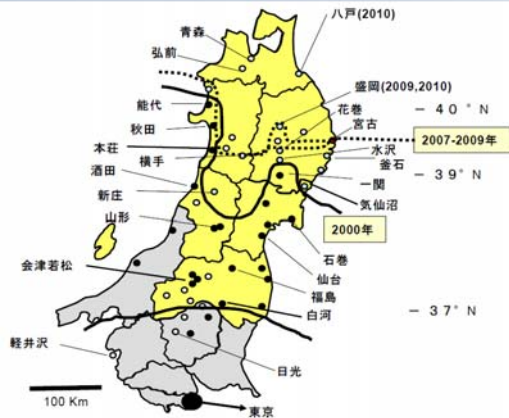 八戸(2010)
青森
弘前
盛岡(2009,2010)
能代
花巻
－ 40 °N
宮古
秋田
2007-2009年
本荘
水沢
横手
釜石
酒田
－ 39°N
一関
新庄
気仙沼
山形
2000年
石巻
仙台
会津若松
福島
－ 37°N
白河
軽井沢
日光
100 Km
東京